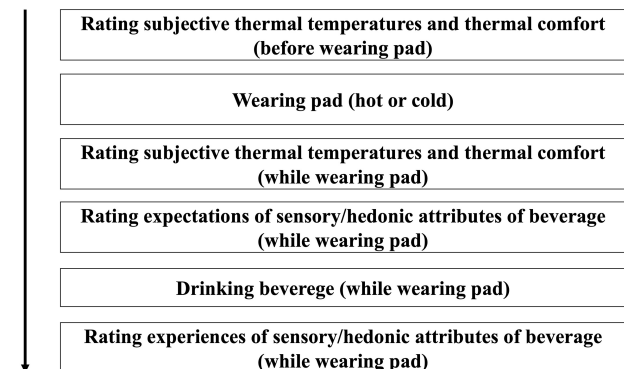 Rating subjective thermal temperatures and thermal comfort
(before wearing pad)
Wearing pad (hot or cold)
Rating subjective thermal temperatures and thermal comfort
(while wearing pad)
Rating expectations of sensory/hedonic attributes of beverage
(while wearing pad)
Drinking beverege (while wearing pad)
Rating experiences of sensory/hedonic attributes of beverage
(while wearing pad)